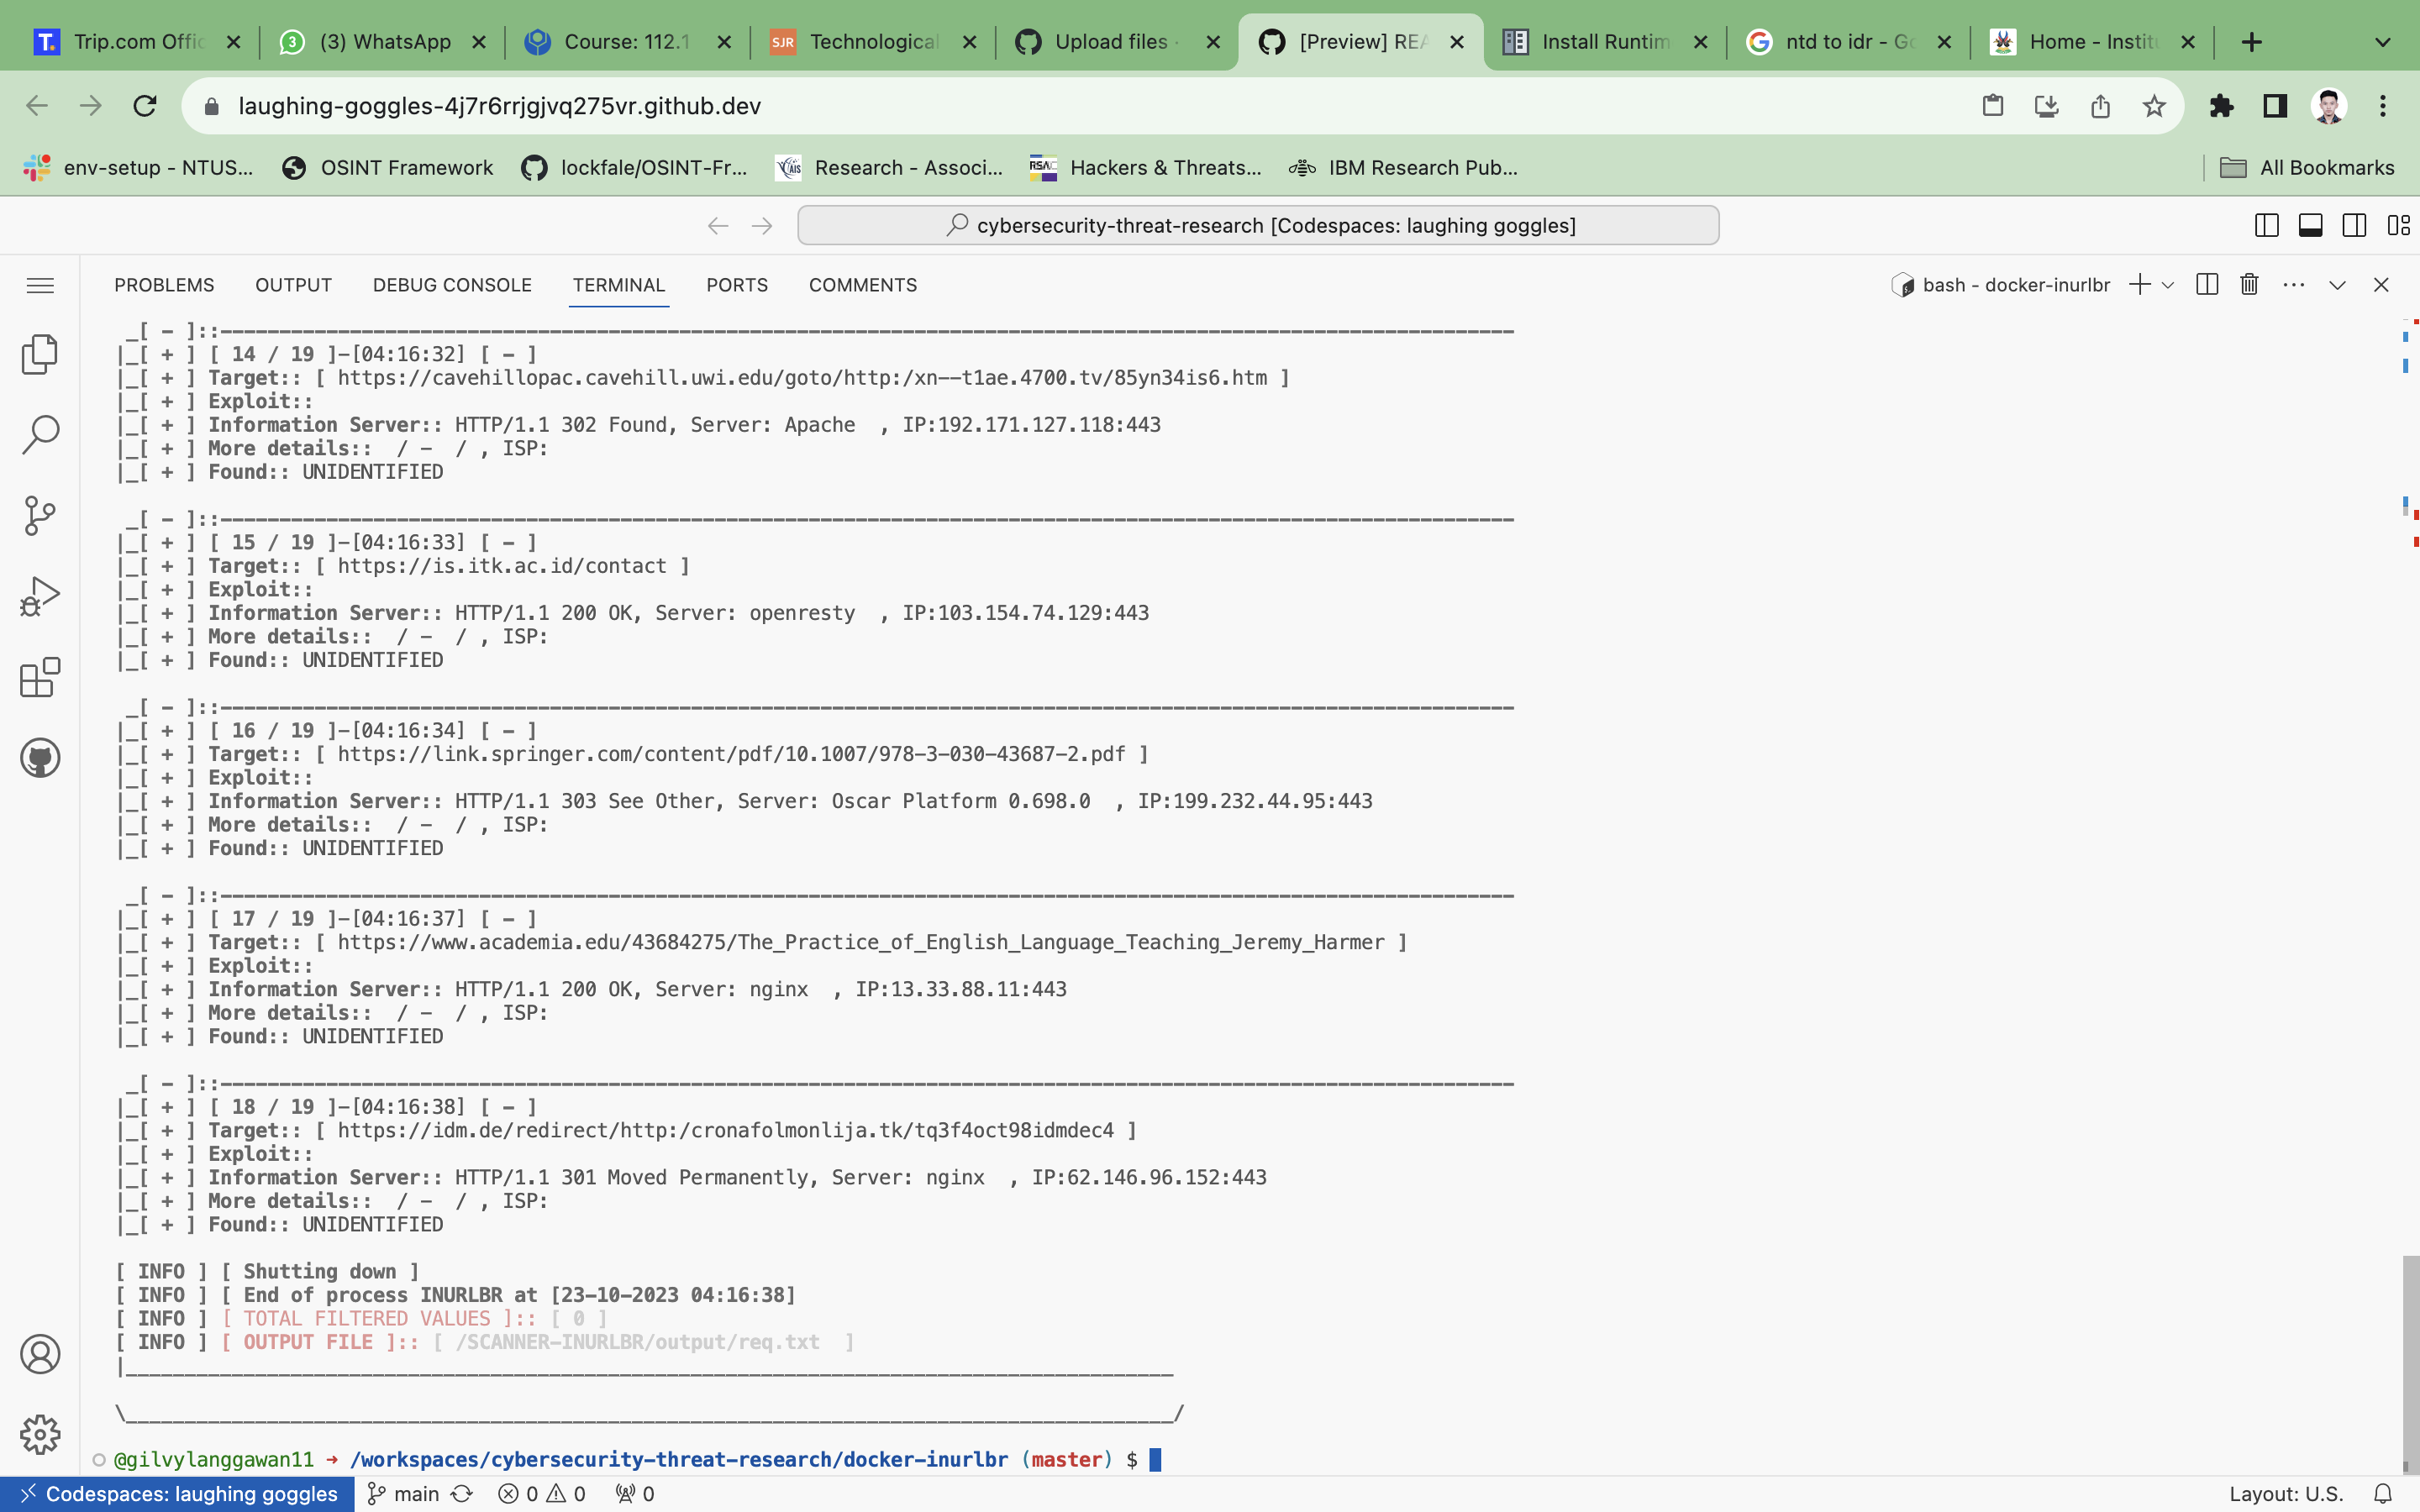 Trip.com Offic
(3) WhatsApp
Course: 112.1
SJR Technological
Upload files ·
[Preview] REA
Install Runtim
ntd to idr - Go
Home - Institu
laughing-goggles-4j7r6rrjgjvq275vr.github.dev
env-setup - NTUS...
OSINT Framework
lockfale/OSINT-Fr...
Research - Associ...
Hackers & Threats...
IBM Research Pub...
All Bookmarks
cybersecurity-threat-research [Codespaces: laughing goggles]
PROBLEMS OUTPUT DEBUG CONSOLE TERMINAL PORTS COMMENTS
bash - docker-inurlbr
_[ - ]::--------------------------------------------------------------------------------------------------------------
|_[ + ] [ 14 / 19 ]-[04:16:32] [ - ]
|_[ + ] Target:: [ https://cavehillopac.cavehill.uwi.edu/goto/http:/xn--t1ae.4700.tv/85yn34is6.htm ]
|_[ + ] Exploit::
|_[ + ] Information Server:: HTTP/1.1 302 Found, Server: Apache  , IP:192.171.127.118:443
|_[ + ] More details::  / -  / , ISP:
|_[ + ] Found:: UNIDENTIFIED
_[ - ]::--------------------------------------------------------------------------------------------------------------
|_[ + ] [ 15 / 19 ]-[04:16:33] [ - ]
|_[ + ] Target:: [ https://is.itk.ac.id/contact ]
|_[ + ] Exploit::
|_[ + ] Information Server:: HTTP/1.1 200 OK, Server: openresty  , IP:103.154.74.129:443
|_[ + ] More details::  / -  / , ISP:
|_[ + ] Found:: UNIDENTIFIED
_[ - ]::--------------------------------------------------------------------------------------------------------------
|_[ + ] [ 16 / 19 ]-[04:16:34] [ - ]
|_[ + ] Target:: [ https://link.springer.com/content/pdf/10.1007/978-3-030-43687-2.pdf ]
|_[ + ] Exploit::
|_[ + ] Information Server:: HTTP/1.1 303 See Other, Server: Oscar Platform 0.698.0  , IP:199.232.44.95:443
|_[ + ] More details::  / -  / , ISP:
|_[ + ] Found:: UNIDENTIFIED
_[ - ]::--------------------------------------------------------------------------------------------------------------
|_[ + ] [ 17 / 19 ]-[04:16:37] [ - ]
|_[ + ] Target:: [ https://www.academia.edu/43684275/The_Practice_of_English_Language_Teaching_Jeremy_Harmer ]
|_[ + ] Exploit::
|_[ + ] Information Server:: HTTP/1.1 200 OK, Server: nginx  , IP:13.33.88.11:443
|_[ + ] More details::  / -  / , ISP:
|_[ + ] Found:: UNIDENTIFIED
_[ - ]::--------------------------------------------------------------------------------------------------------------
|_[ + ] [ 18 / 19 ]-[04:16:38] [ - ]
|_[ + ] Target:: [ https://idm.de/redirect/http:/cronafolmonlija.tk/tq3f4oct98idmdec4 ]
|_[ + ] Exploit::
|_[ + ] Information Server:: HTTP/1.1 301 Moved Permanently, Server: nginx  , IP:62.146.96.152:443
|_[ + ] More details::  / -  / , ISP:
|_[ + ] Found:: UNIDENTIFIED
[ INFO ] [ Shutting down ]
[ INFO ] [ End of process INURLBR at [23-10-2023 04:16:38]
[ INFO ] [ TOTAL FILTERED VALUES ]:: [ 0 ]
[ INFO ] [ OUTPUT FILE ]:: [ /SCANNER-INURLBR/output/req.txt  ]
|_________________________________________________________________________________________
\_________________________________________________________________________________________/
@gilvylanggawan11 → /workspaces/cybersecurity-threat-research/docker-inurlbr (master) $
Codespaces: laughing goggles main 0 0 0 Layout: U.S.